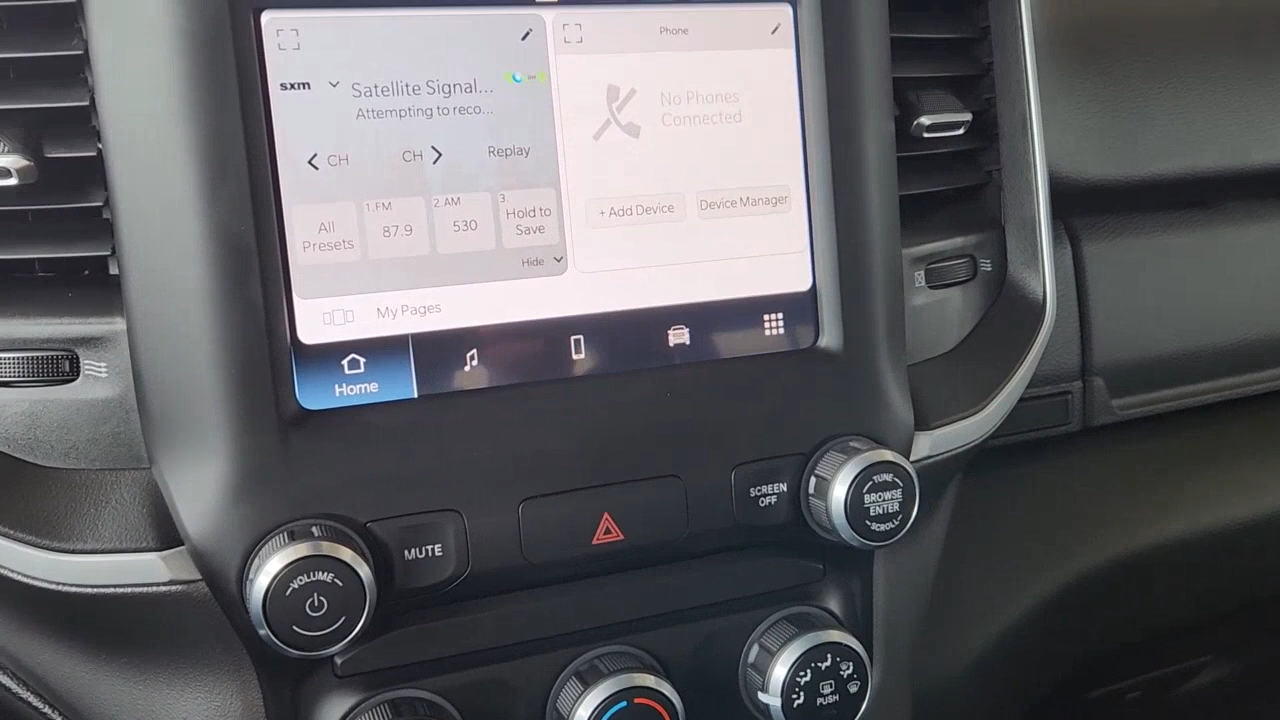 Phone
sxm
Satellite Signal...
Attempting to reco...
No Phones
Connected
CH
CH
Replay
All
Presets
1.FM
87.9
2.AM
530
3.
Hold to
Save
+ Add Device
Device Manager
Hide
My Pages
Home
MUTE
SCREEN
OFF
TUNE
BROWSE
ENTER
SCROLL
VOLUME
PUSH